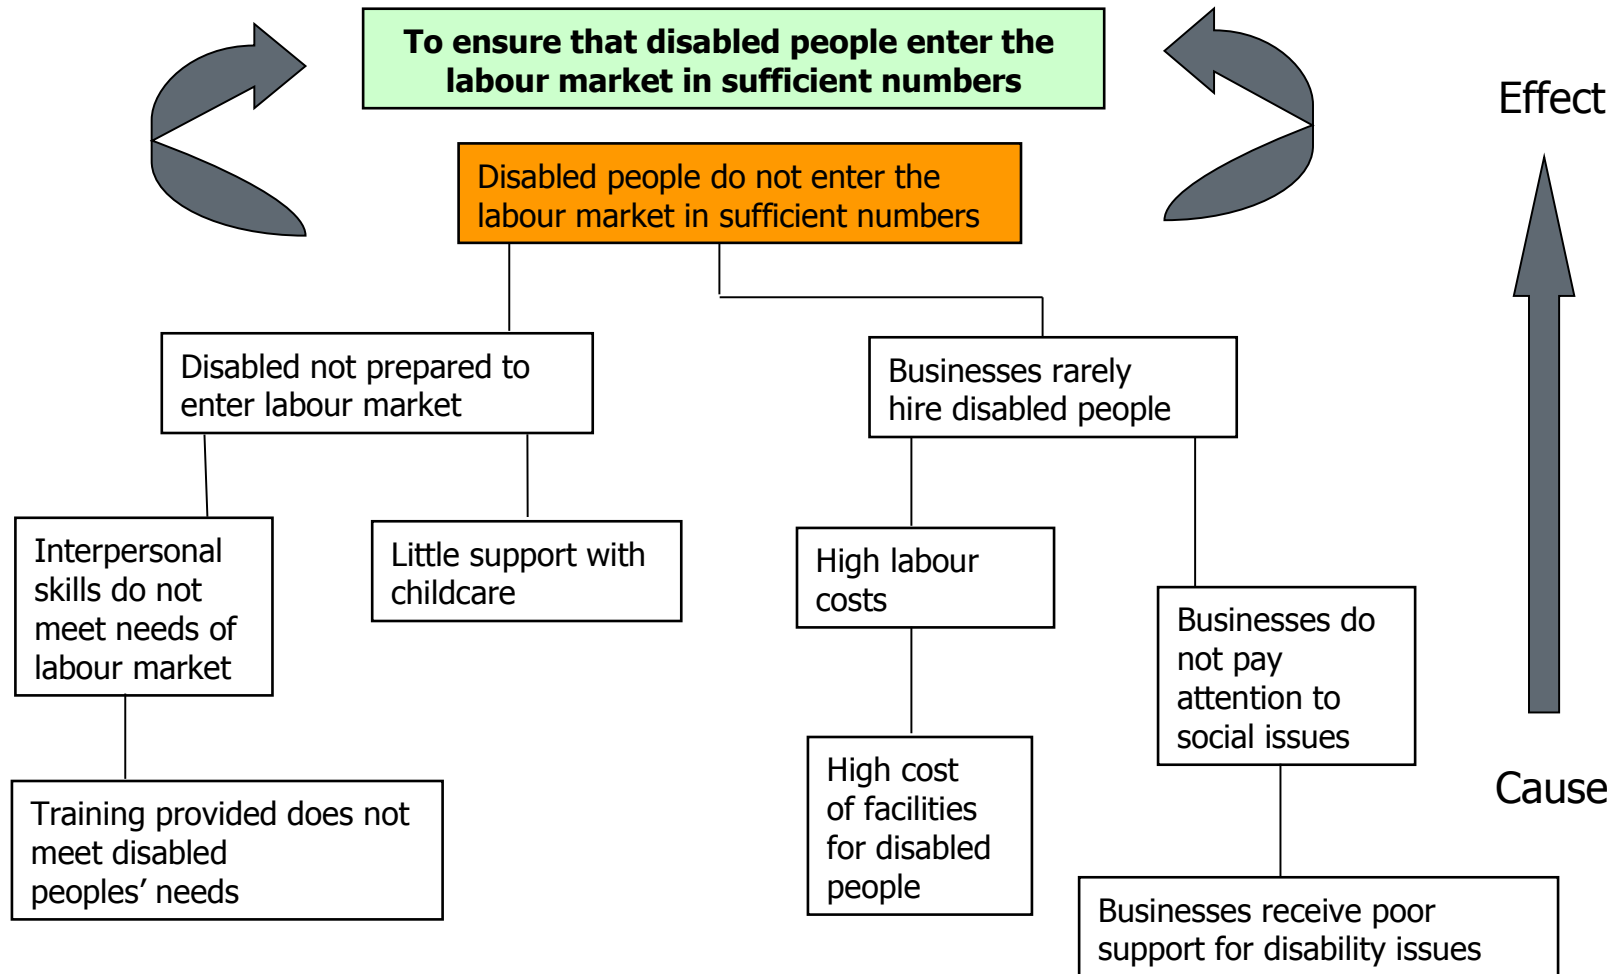 To ensure that disabled people enter the
labour market in sufficient numbers
Effect
Disabled people do not enter the
labour market in sufficient numbers
Disabled not prepared to
enter labour market
Businesses rarely
hire disabled people
Interpersonal
skills do not
meet needs of
labour market
Little support with
childcare
High labour
costs
Businesses do
not pay
attention to
social issues
Training provided does not
meet disabled
peoples’ needs
High cost
of facilities
for disabled
people
Cause
Businesses receive poor
support for disability issues